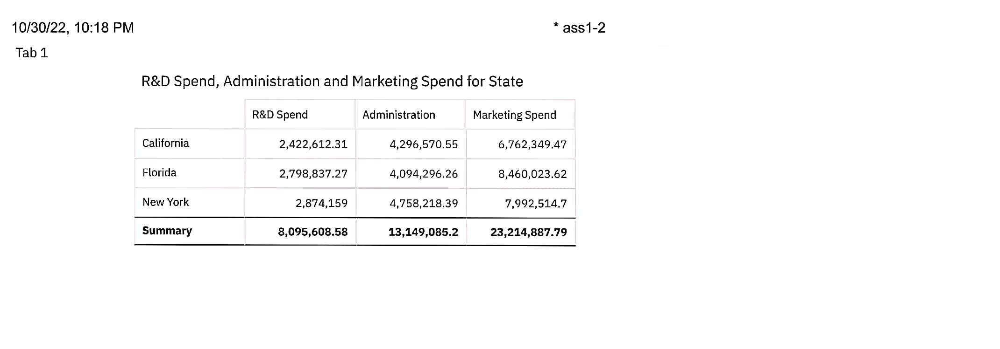 10/30/22, 10:18 PM * ass1-2
Tab 1
R&D Spend, Administration and Marketing Spend for State
R&D Spend Administration Marketing Spend
California 2,422,612.31 4,296,570.55 6,762,349.47
Florida 2,798,837.27 4,094,296.26 8,460,023.62
New York 2,874,159 4,758,218.39 7,992,514.7
Summary 8,095,608.58 13,149,085.2 23,214,887.79